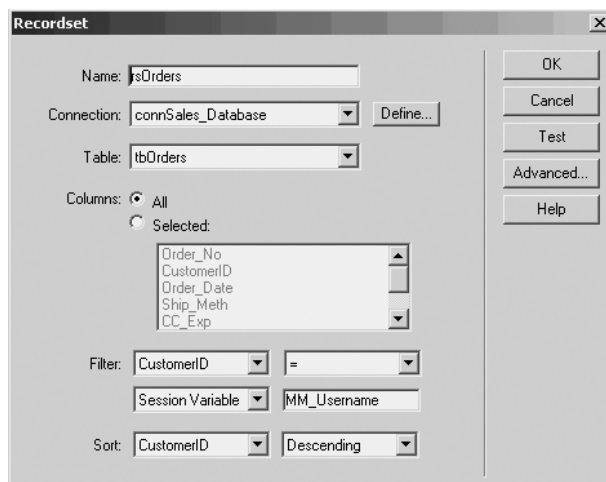 Recordset
Name: rsOrders
OK
Connection: connSales_Database Define...
Cancel
Table: tbOrders
Test
Columns: All
Advanced...
Selected:
Help
Order_No
CustomerID
Order_Date
Ship_Meth
CC_Exp
Filter: CustomerID =
Session Variable MM_Username
Sort: CustomerID Descending